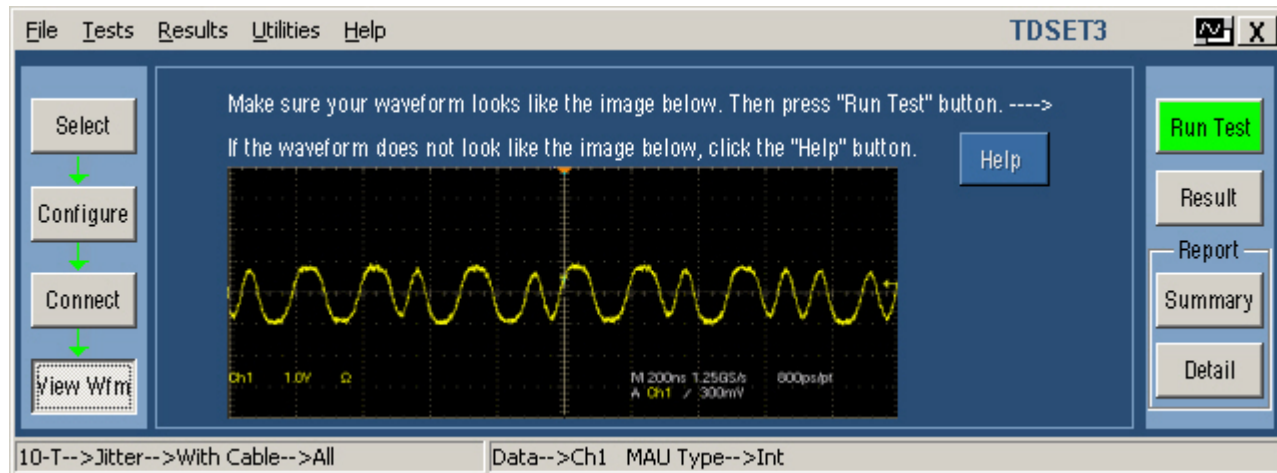 File Tests Results Utilities Help TDSET3 X
Make sure your waveform looks like the image below. Then press "Run Test" button. ---->
If the waveform does not look like the image below, click the "Help" button.
Help
Select
Configure
Connect
View Wfm
Ch1 1.0V Ω M 200ns 1.25GS/s 800ps/pt
A Ch1 / 300mV
Run Test
Result
Report
Summary
Detail
10-T-->Jitter-->With Cable-->All Data-->Ch1 MAU Type-->Int